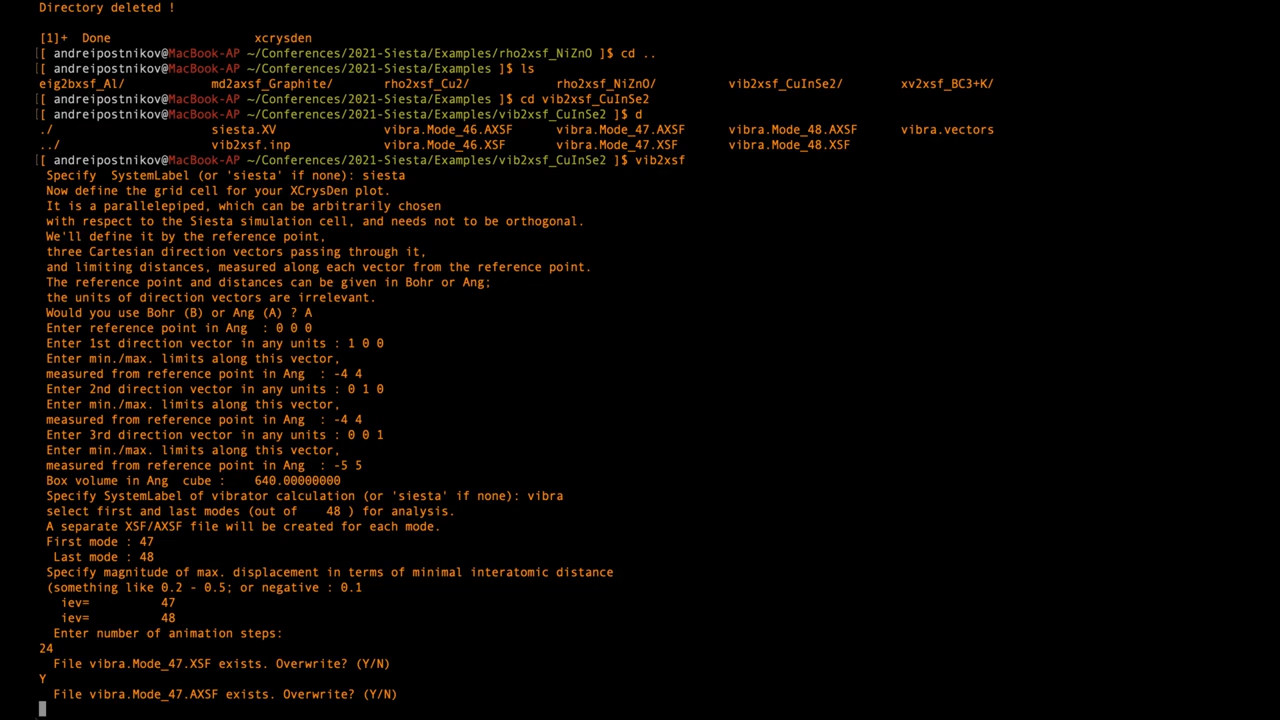 Directory deleted !
[1]+  Done                    xcrysden
[[ andreipostnikov@MacBook-AP ~/Conferences/2021-Siesta/Examples/rho2xsf_NiZnO ]$ cd ..
[[ andreipostnikov@MacBook-AP ~/Conferences/2021-Siesta/Examples ]$ ls
eig2bxsf_Al/            md2axsf_Graphite/       rho2xsf_Cu2/            rho2xsf_NiZnO/          vib2xsf_CuInSe2/        xv2xsf_BC3+K/
[[ andreipostnikov@MacBook-AP ~/Conferences/2021-Siesta/Examples ]$ cd vib2xsf_CuInSe2
[[ andreipostnikov@MacBook-AP ~/Conferences/2021-Siesta/Examples/vib2xsf_CuInSe2 ]$ d
./                      siesta.XV               vibra.Mode_46.AXSF      vibra.Mode_47.AXSF      vibra.Mode_48.AXSF      vibra.vectors
../                     vib2xsf.inp             vibra.Mode_46.XSF       vibra.Mode_47.XSF       vibra.Mode_48.XSF
[[ andreipostnikov@MacBook-AP ~/Conferences/2021-Siesta/Examples/vib2xsf_CuInSe2 ]$ vib2xsf
Specify  SystemLabel (or 'siesta' if none): siesta
Now define the grid cell for your XCrysDen plot.
It is a parallelepiped, which can be arbitrarily chosen
with respect to the Siesta simulation cell, and needs not to be orthogonal.
We'll define it by the reference point,
three Cartesian direction vectors passing through it,
and limiting distances, measured along each vector from the reference point.
The reference point and distances can be given in Bohr or Ang;
the units of direction vectors are irrelevant.
Would you use Bohr (B) or Ang (A) ? A
Enter reference point in Ang  : 0 0 0
Enter 1st direction vector in any units : 1 0 0
Enter min./max. limits along this vector,
measured from reference point in Ang  : -4 4
Enter 2nd direction vector in any units : 0 1 0
Enter min./max. limits along this vector,
measured from reference point in Ang  : -4 4
Enter 3rd direction vector in any units : 0 0 1
Enter min./max. limits along this vector,
measured from reference point in Ang  : -5 5
Box volume in Ang  cube :    640.00000000
Specify SystemLabel of vibrator calculation (or 'siesta' if none): vibra
select first and last modes (out of    48 ) for analysis.
A separate XSF/AXSF file will be created for each mode.
First mode : 47
Last mode : 48
Specify magnitude of max. displacement in terms of minimal interatomic distance
(something like 0.2 - 0.5; or negative : 0.1
iev=          47
iev=          48
Enter number of animation steps:
24
File vibra.Mode_47.XSF exists. Overwrite? (Y/N)
Y
File vibra.Mode_47.AXSF exists. Overwrite? (Y/N)